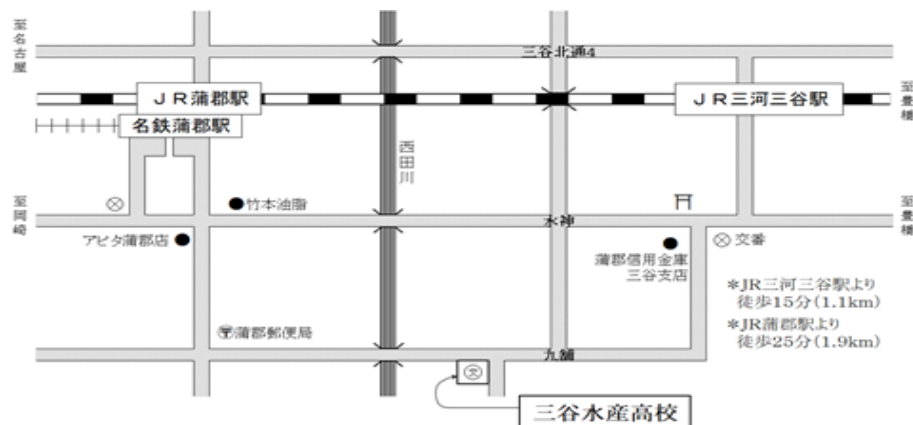 至名古屋
三谷北通4
JR蒲郡駅
JR三河三谷駅
至豊橋
名鉄蒲郡駅
西田川
至岡崎
竹本油脂
水神
至豊橋
アピタ蒲郡店
蒲郡信用金庫
三谷支店
交番
*JR三河三谷駅より
徒歩15分(1.1km)
*JR蒲郡駅より
徒歩25分(1.9km)
蒲郡郵便局
九舗
文
三谷水産高校